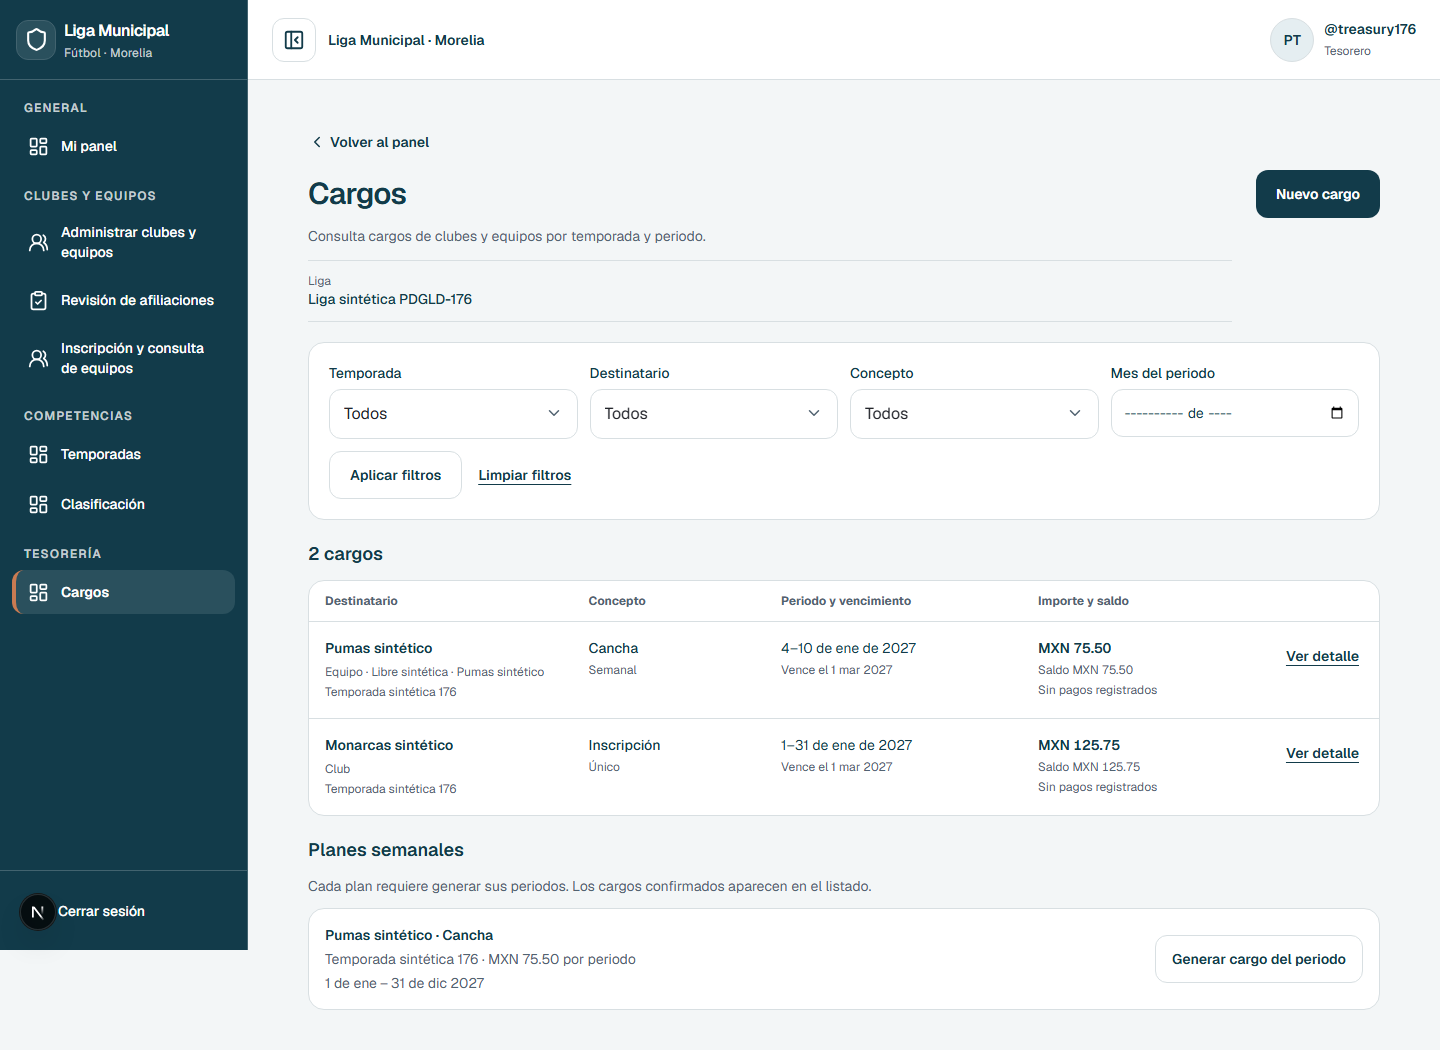 Liga Municipal
Fútbol · Morelia
Liga Municipal · Morelia
PT
@treasury176
Tesorero
GENERAL
Mi panel
CLUBES Y EQUIPOS
Administrar clubes y
equipos
Revisión de afiliaciones
Inscripción y consulta
de equipos
COMPETENCIAS
Temporadas
Clasificación
TESORERÍA
Cargos
N
Cerrar sesión
Volver al panel
Cargos
Nuevo cargo
Consulta cargos de clubes y equipos por temporada y periodo.
Liga
Liga sintética PDGLD-176
Temporada
Destinatario
Concepto
Mes del periodo
Todos
Todos
Todos
---------- de ----
Aplicar filtros
Limpiar filtros
2 cargos
Destinatario
Concepto
Periodo y vencimiento
Importe y saldo
Pumas sintético
Equipo · Libre sintética · Pumas sintético
Temporada sintética 176
Cancha
Semanal
4–10 de ene de 2027
Vence el 1 mar 2027
MXN 75.50
Saldo MXN 75.50
Sin pagos registrados
Ver detalle
Monarcas sintético
Club
Temporada sintética 176
Inscripción
Único
1–31 de ene de 2027
Vence el 1 mar 2027
MXN 125.75
Saldo MXN 125.75
Sin pagos registrados
Ver detalle
Planes semanales
Cada plan requiere generar sus periodos. Los cargos confirmados aparecen en el listado.
Pumas sintético · Cancha
Temporada sintética 176 · MXN 75.50 por periodo
1 de ene – 31 de dic 2027
Generar cargo del periodo